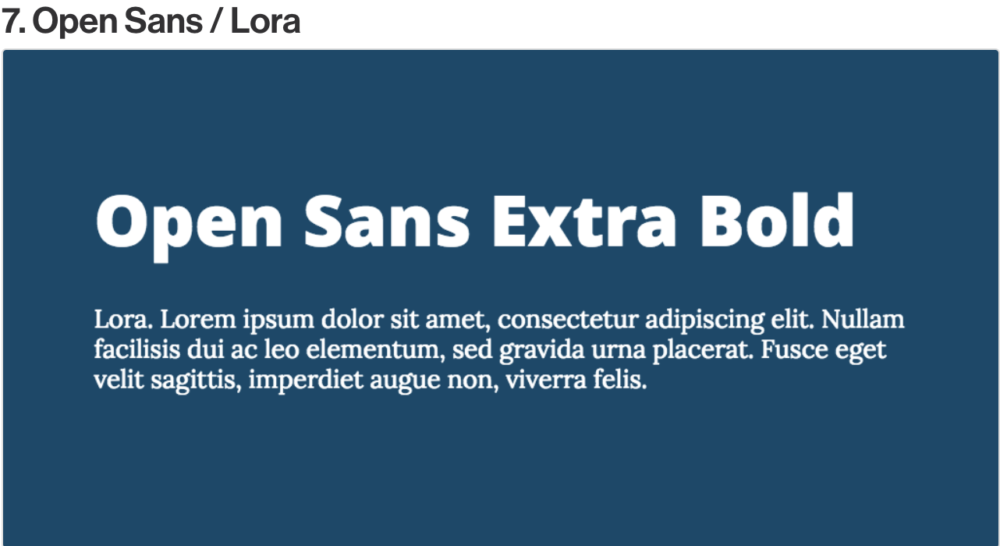 7. Open Sans / Lora
Open Sans Extra Bold
Lora. Lorem ipsum dolor sit amet, consectetur adipiscing elit. Nullam
facilisis dui ac leo elementum, sed gravida urna placerat. Fusce eget
velit sagittis, imperdiet augue non, viverra felis.